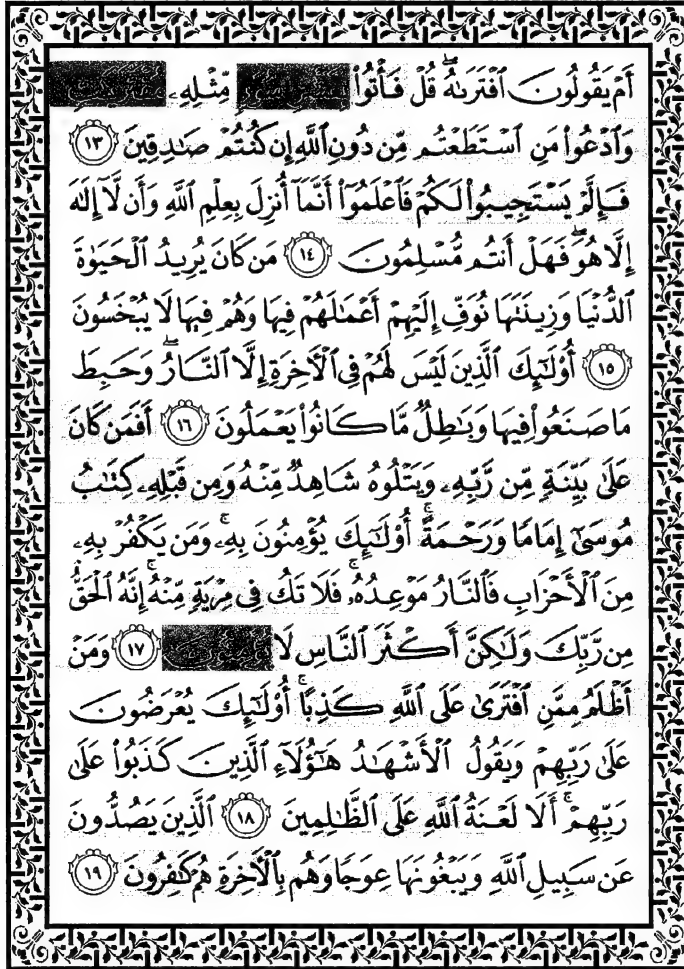 أَمْ يَقُولُونَ ٱفْتَرَىٰهُ ۖ قُلْ فَأْتُوا۟ مِّثْلِهِۦ
وَٱدْعُوا۟ مَنِ ٱسْتَطَعْتُم مِّن دُونِ ٱللَّهِ إِن كُنتُمْ صَٰدِقِينَ ١٣
فَإِلَّمْ يَسْتَجِيبُوا۟ لَكُمْ فَٱعْلَمُوٓا۟ أَنَّمَآ أُنزِلَ بِعِلْمِ ٱللَّهِ وَأَن لَّآ إِلَٰهَ
إِلَّا هُوَ ۖ فَهَلْ أَنتُم مُّسْلِمُونَ ١٤ مَن كَانَ يُرِيدُ ٱلْحَيَوٰةَ
ٱلدُّنْيَا وَزِينَتَهَا نُوَفِّ إِلَيْهِمْ أَعْمَٰلَهُمْ فِيهَا وَهُمْ فِيهَا لَا يُبْخَسُونَ
١٥ أُو۟لَٰٓئِكَ ٱلَّذِينَ لَيْسَ لَهُمْ فِى ٱلْءَاخِرَةِ إِلَّا ٱلنَّارُ ۖ وَحَبِطَ
مَا صَنَعُوا۟ فِيهَا وَبَٰطِلٌ مَّا كَانُوا۟ يَعْمَلُونَ ١٦ أَفَمَن كَانَ
عَلَىٰ بَيِّنَةٍ مِّن رَّبِّهِۦ وَيَتْلُوهُ شَاهِدٌ مِّنْهُ وَمِن قَبْلِهِۦ كِتَٰبُ
مُوسَىٰٓ إِمَامًا وَرَحْمَةً ۚ أُو۟لَٰٓئِكَ يُؤْمِنُونَ بِهِۦ ۚ وَمَن يَكْفُرْ بِهِۦ
مِنَ ٱلْأَحْزَابِ فَٱلنَّارُ مَوْعِدُهُۥ ۚ فَلَا تَكُ فِى مِرْيَةٍ مِّنْهُ ۚ إِنَّهُ ٱلْحَقُّ
مِن رَّبِّكَ وَلَٰكِنَّ أَكْثَرَ ٱلنَّاسِ لَا ١٧ وَمَنْ
أَظْلَمُ مِمَّنِ ٱفْتَرَىٰ عَلَى ٱللَّهِ كَذِبًا ۚ أُو۟لَٰٓئِكَ يُعْرَضُونَ
عَلَىٰ رَبِّهِمْ وَيَقُولُ ٱلْأَشْهَٰدُ هَٰٓؤُلَآءِ ٱلَّذِينَ كَذَبُوا۟ عَلَىٰ
رَبِّهِمْ ۚ أَلَا لَعْنَةُ ٱللَّهِ عَلَى ٱلظَّٰلِمِينَ ١٨ ٱلَّذِينَ يَصُدُّونَ
عَن سَبِيلِ ٱللَّهِ وَيَبْغُونَهَا عِوَجًا وَهُم بِٱلْءَاخِرَةِ هُمْ كَٰفِرُونَ ١٩